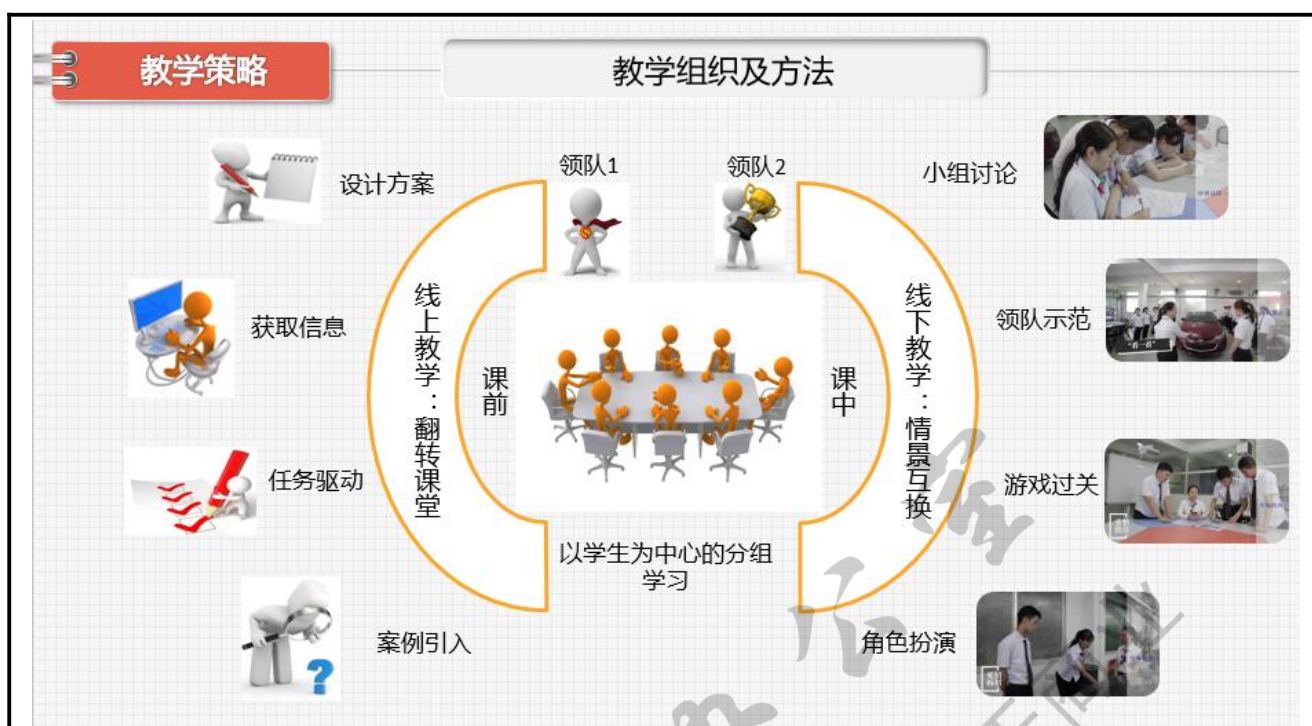 教学策略
教学组织及方法
设计方案
获取信息
任务驱动
案例引入
线上教学：翻转课堂
课前
领队1
领队2
以学生为中心的分组
学习
课中
线下教学：情景互换
小组讨论
领队示范
“看一看”
游戏过关
角色扮演